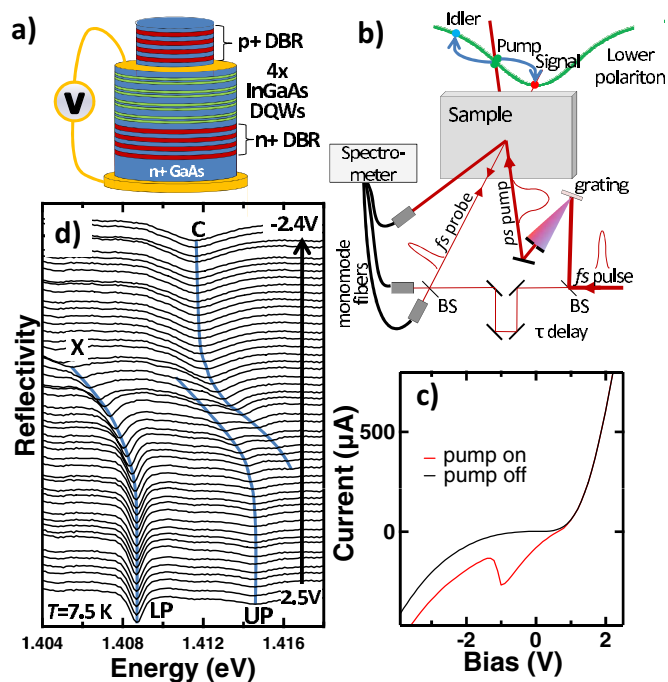 a)
p+ DBR
4x
InGaAs
DQWs
n+ DBR
n+ GaAs
V
b)
Idler
Pump
Signal
Lower
polariton
Sample
Spectro-
meter
grating
fs probe
ps pump
monomode
fibers
fs pulse
BS
BS
τ delay
d)
C
-2.4V
X
Reflectivity
T=7.5 K
LP
UP
2.5V
1.404
1.408
1.412
1.416
Energy (eV)
c)
500
0
Current (µA)
pump on
pump off
-2
0
2
Bias (V)